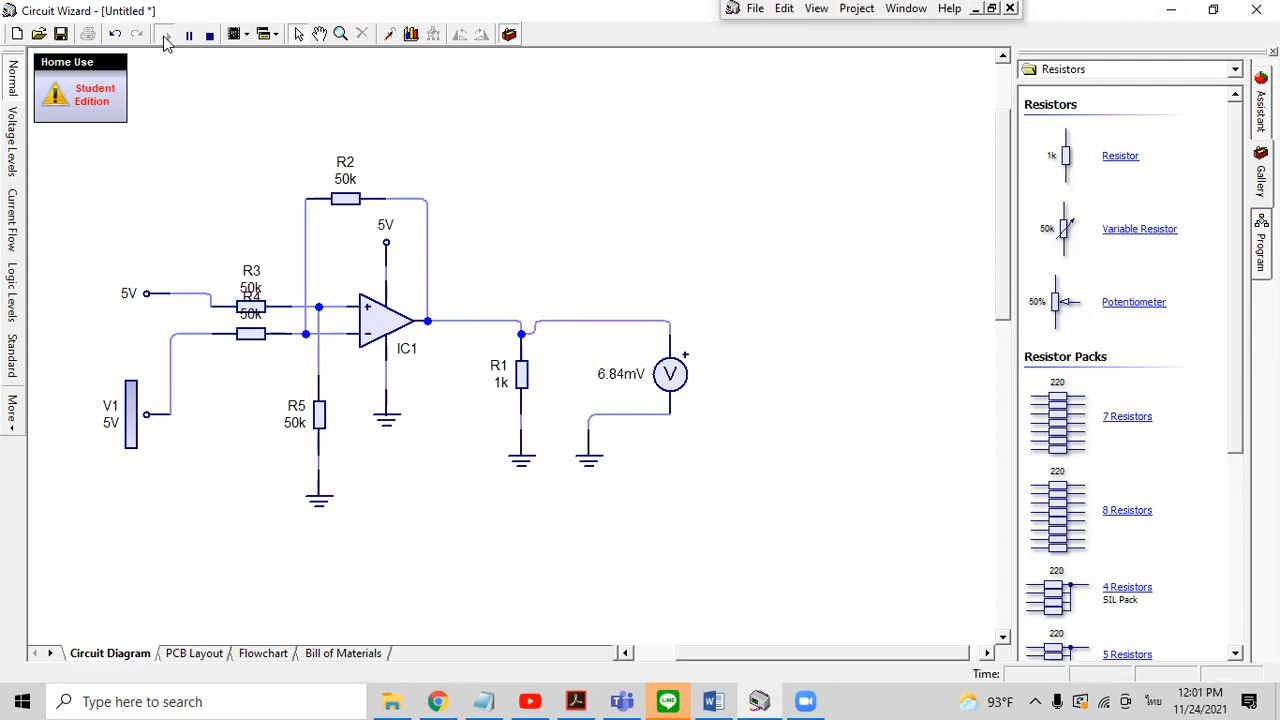 Circuit Wizard - [Untitled *]
File Edit View Project Window Help
Home Use
Student
Edition
Normal
Voltage Levels
Current Flow
Logic Levels
Standard
More
R2
50k
5V
R3
50k
5V
R4
50k
+
−
IC1
V1
5V
R5
50k
R1
1k
6.84mV
V
+
Resistors
Resistors
1k
Resistor
50k
Variable Resistor
50%
Potentiometer
Resistor Packs
220
7 Resistors
220
8 Resistors
220
4 Resistors
SIL Pack
220
5 Resistors
Assistant
Gallery
Program
Circuit Diagram PCB Layout Flowchart Bill of Materials
Time:
Type here to search
93°F
ไทย
12:01 PM
11/24/2021